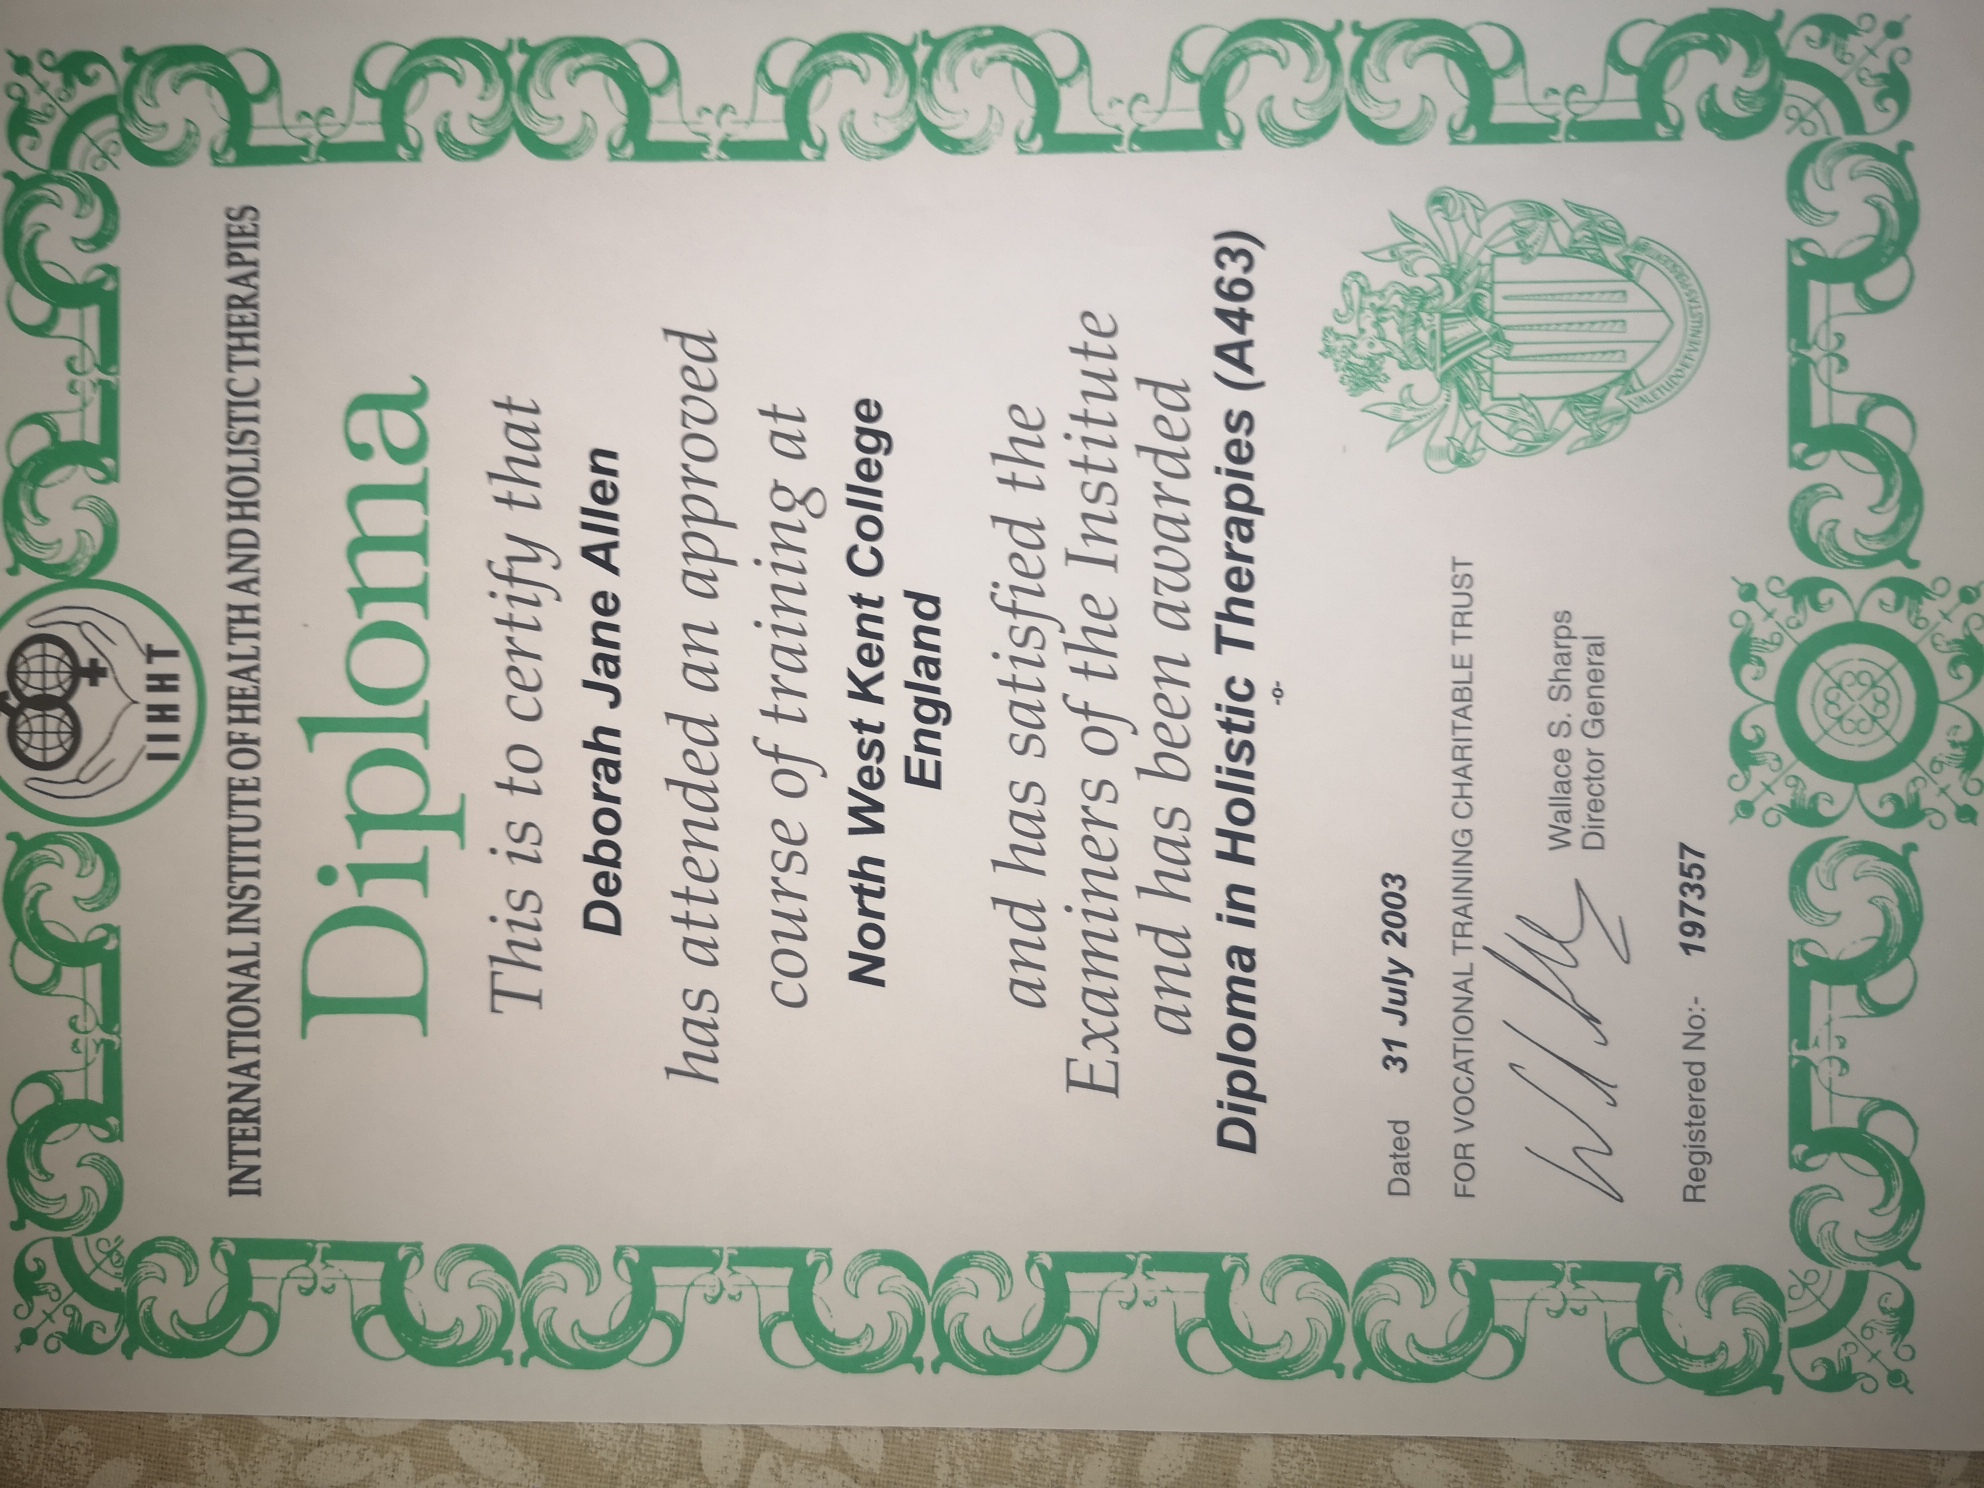 IIHHT
INTERNATIONAL INSTITUTE OF HEALTH AND HOLISTIC THERAPIES
Diploma
This is to certify that
Deborah Jane Allen
has attended an approved
course of training at
North West Kent College
England
and has satisfied the
Examiners of the Institute
and has been awarded
Diploma in Holistic Therapies (A463)
-o-
Dated 31 July 2003
FOR VOCATIONAL TRAINING CHARITABLE TRUST
Wallace S. Sharps
Director General
Registered No:- 197357